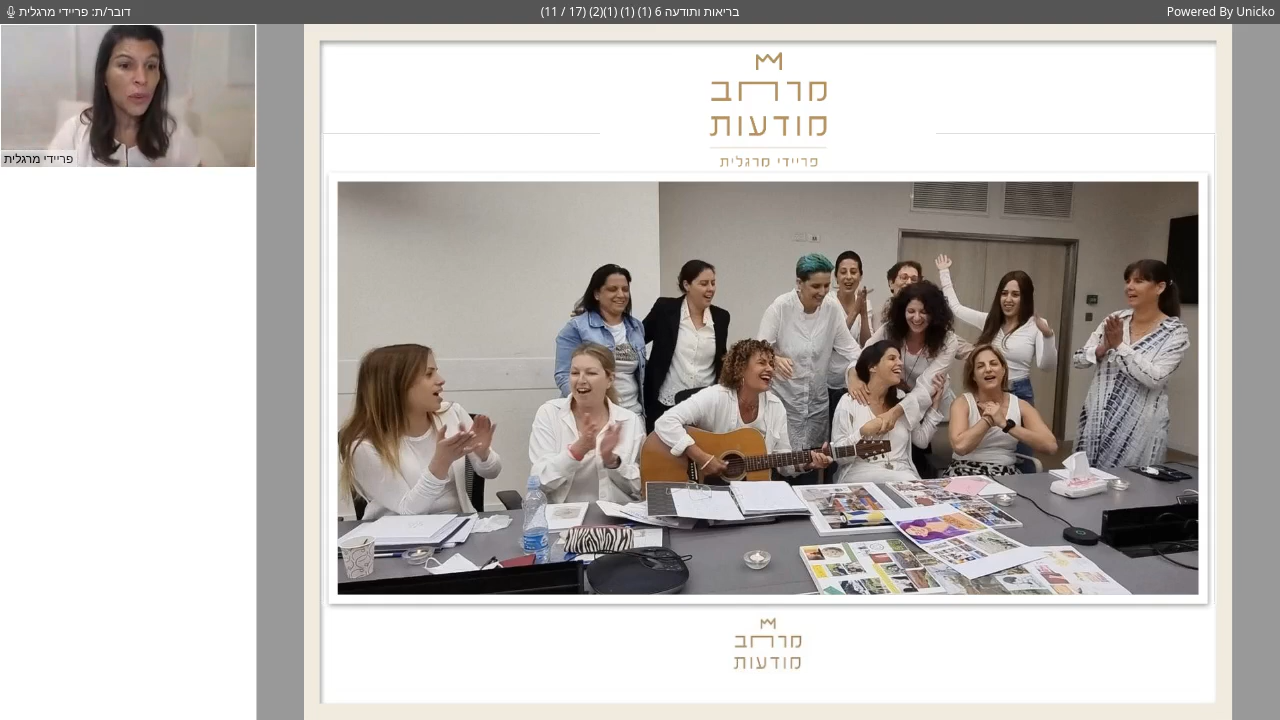 דובר/ת: פריידי מרגלית
בריאות ותודעה 6 (1) (1) (1)(2) (17 / 11)
Powered By Unicko
פריידי מרגלית
מרחב
מודעות
פריידי מרגלית
מרחב
מודעות